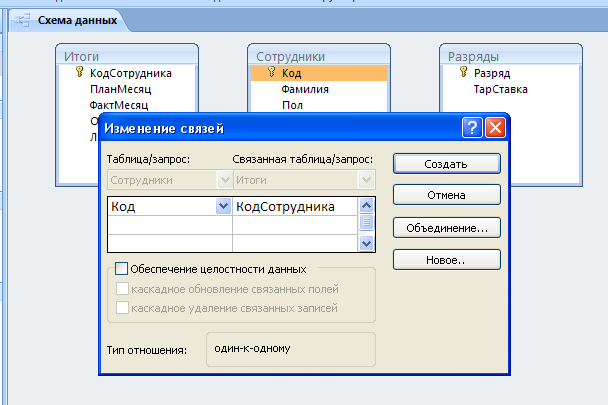 Схема данных
Итоги
КодСотрудника
ПланМесяц
ФактМесяц
Сотрудники
Код
Фамилия
Пол
Разряды
Разряд
ТарСтавка
Изменение связей
Таблица/запрос: Связанная таблица/запрос:
Сотрудники Итоги
Код КодСотрудника
Обеспечение целостности данных
каскадное обновление связанных полей
каскадное удаление связанных записей
Тип отношения: один-к-одному
Создать
Отмена
Объединение...
Новое..